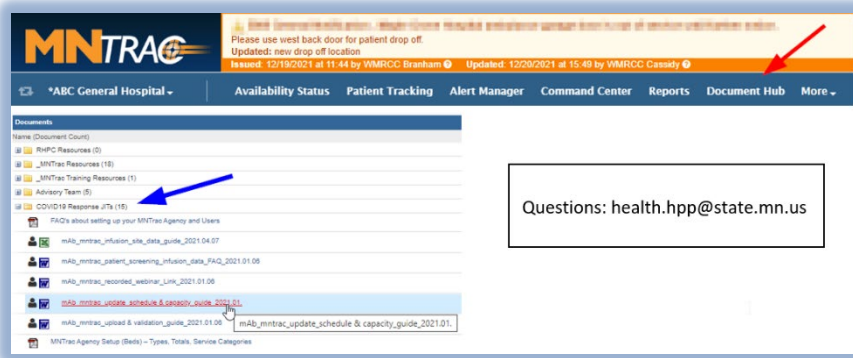 MNTRAC
Please use west back door for patient drop off.
Updated: new drop off location
Issued: 12/19/2021 at 11:44 by WMRCC Branham Updated: 12/20/2021 at 15:49 by WMRCC Cassidy
*ABC General Hospital Availability Status Patient Tracking Alert Manager Command Center Reports Document Hub More
Documents
Name (Document Count)
RHPC Resources (0)
_MNTrac Resources (18)
_MNTrac Training Resources (1)
Advisory Team (5)
COVID19 Response JITs (15)
FAQ's about setting up your MNTrac Agency and Users
mAb_mntrac_infusion_site_data_guide_2021.04.07
mAb_mntrac_patient_screening_infusion_data_FAQ_2021.01.06
mAb_mntrac_recorded_webinar_Link_2021.01.06
mAb_mntrac_update_schedule & capacity_guide_2021.01.
mAb_mntrac_upload & validation_guide_2021.01.06
mAb_mntrac_update_schedule & capacity_guide_2021.01.
MNTrac Agency Setup (Beds) – Types, Totals, Service Categories
Questions: health.hpp@state.mn.us